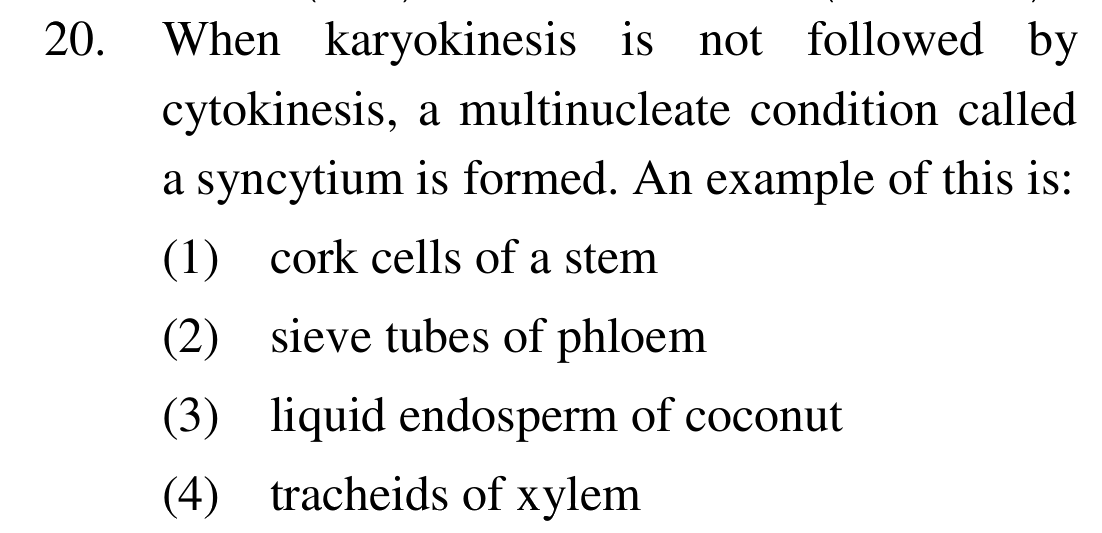 20. When karyokinesis is not followed by
cytokinesis, a multinucleate condition called
a syncytium is formed. An example of this is:
(1) cork cells of a stem
(2) sieve tubes of phloem
(3) liquid endosperm of coconut
(4) tracheids of xylem